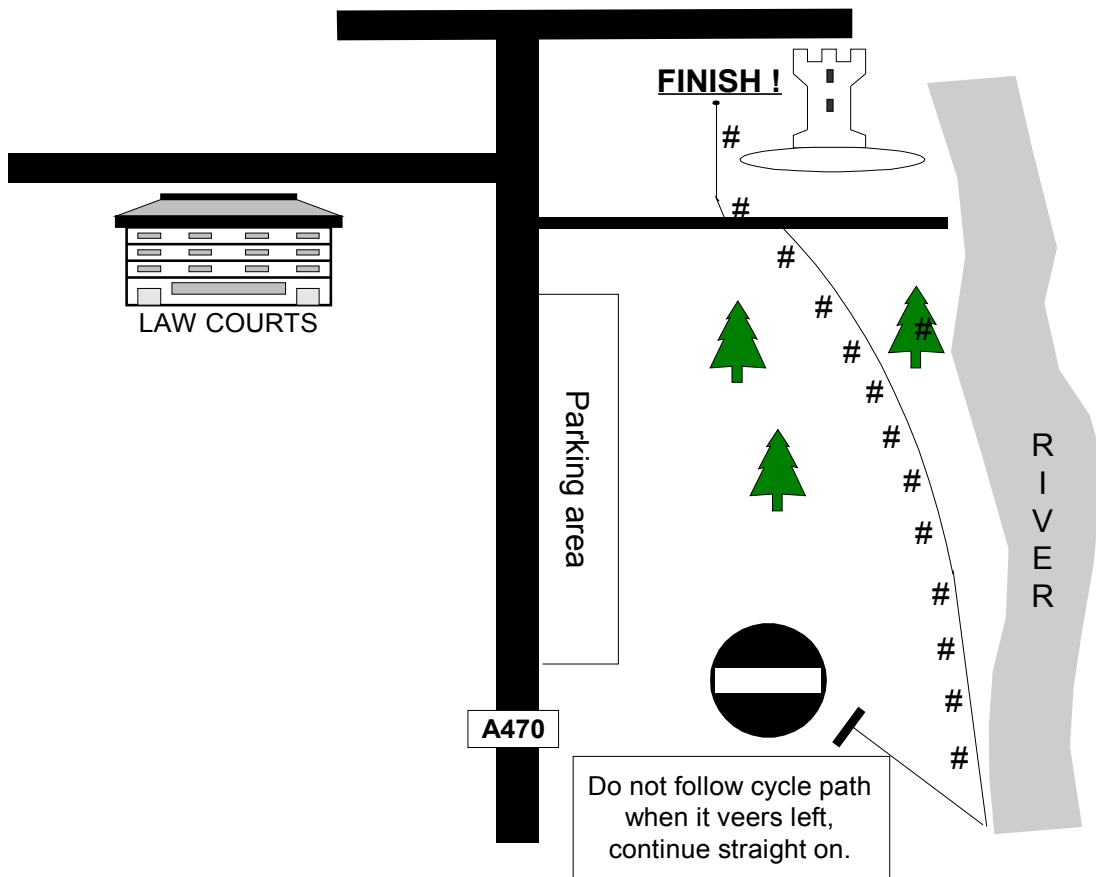 FINISH !
#
#
#
#
#
#
#
#
#
#
#
#
#
#
LAW COURTS
Parking area
R
I
V
E
R
A470
Do not follow cycle path
when it veers left,
continue straight on.